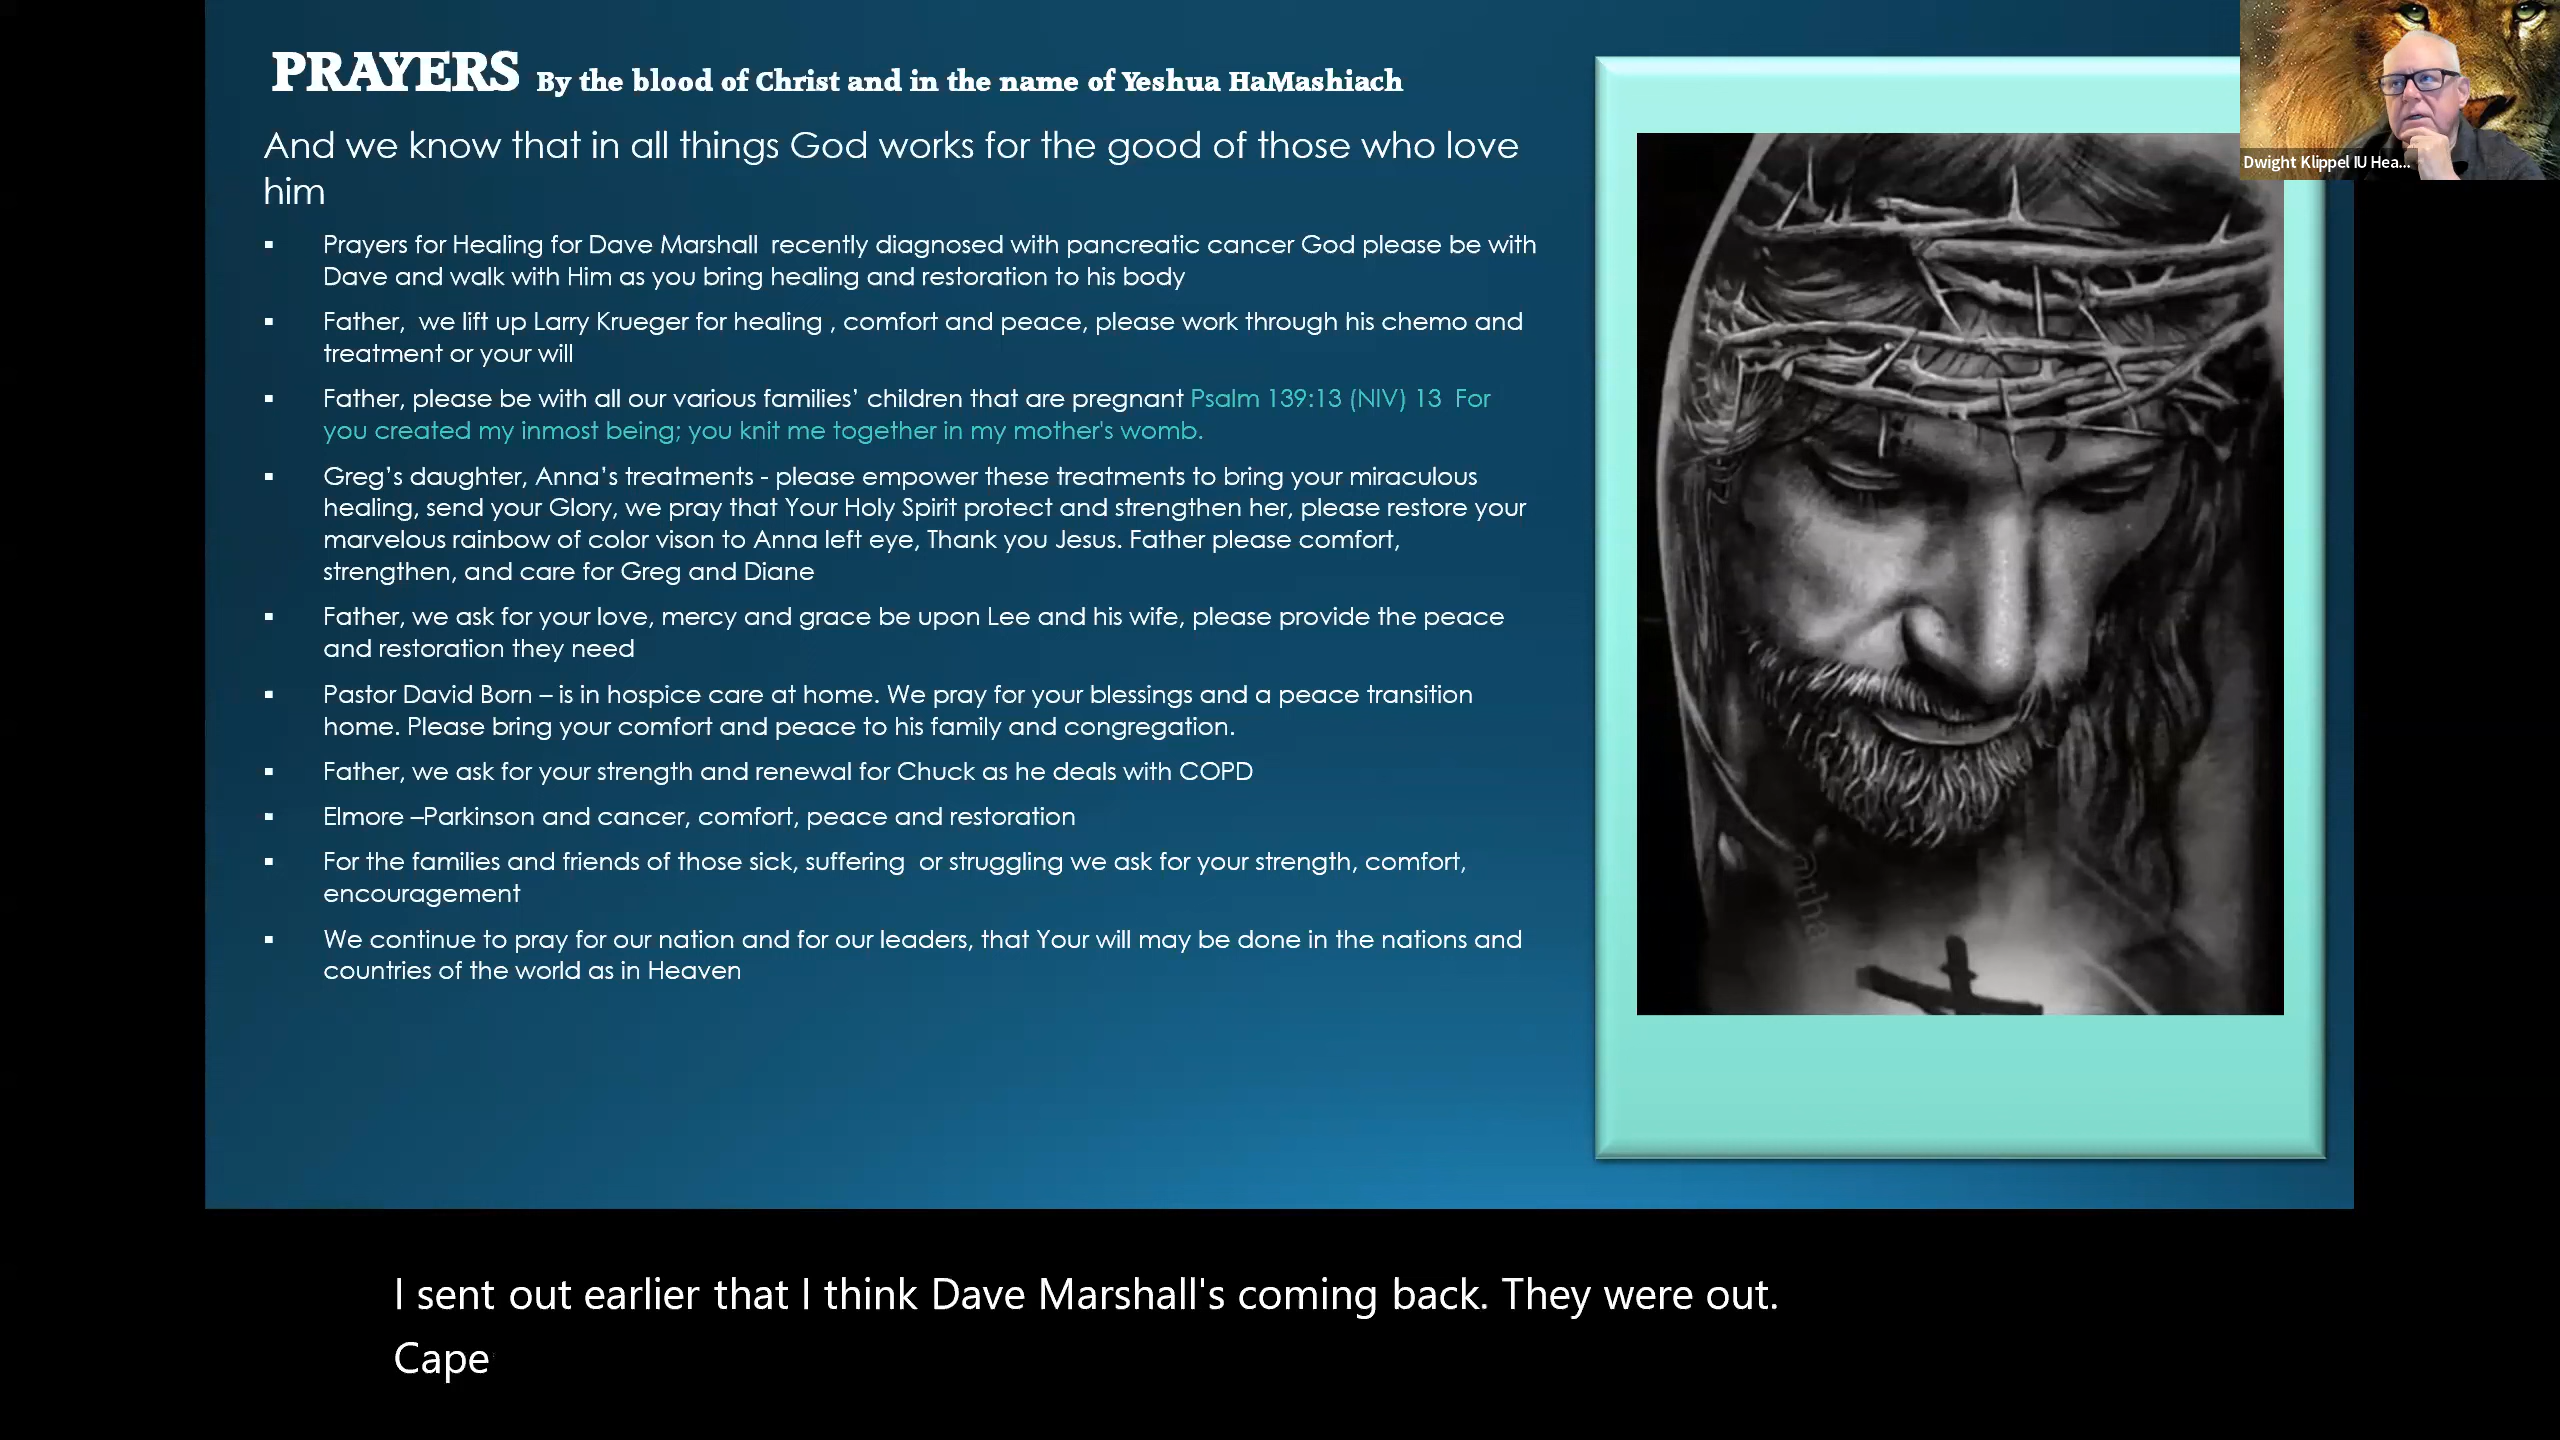 PRAYERS By the blood of Christ and in the name of Yeshua HaMashiach
And we know that in all things God works for the good of those who love
him
▪ Prayers for Healing for Dave Marshall  recently diagnosed with pancreatic cancer God please be with
Dave and walk with Him as you bring healing and restoration to his body
▪ Father,  we lift up Larry Krueger for healing , comfort and peace, please work through his chemo and
treatment or your will
▪ Father, please be with all our various families’ children that are pregnant Psalm 139:13 (NIV) 13  For
you created my inmost being; you knit me together in my mother's womb.
▪ Greg’s daughter, Anna’s treatments - please empower these treatments to bring your miraculous
healing, send your Glory, we pray that Your Holy Spirit protect and strengthen her, please restore your
marvelous rainbow of color vison to Anna left eye, Thank you Jesus. Father please comfort,
strengthen, and care for Greg and Diane
▪ Father, we ask for your love, mercy and grace be upon Lee and his wife, please provide the peace
and restoration they need
▪ Pastor David Born – is in hospice care at home. We pray for your blessings and a peace transition
home. Please bring your comfort and peace to his family and congregation.
▪ Father, we ask for your strength and renewal for Chuck as he deals with COPD
▪ Elmore –Parkinson and cancer, comfort, peace and restoration
▪ For the families and friends of those sick, suffering  or struggling we ask for your strength, comfort,
encouragement
▪ We continue to pray for our nation and for our leaders, that Your will may be done in the nations and
countries of the world as in Heaven
Dwight Klippel IU Hea...
@tha
I sent out earlier that I think Dave Marshall's coming back. They were out.
Cape